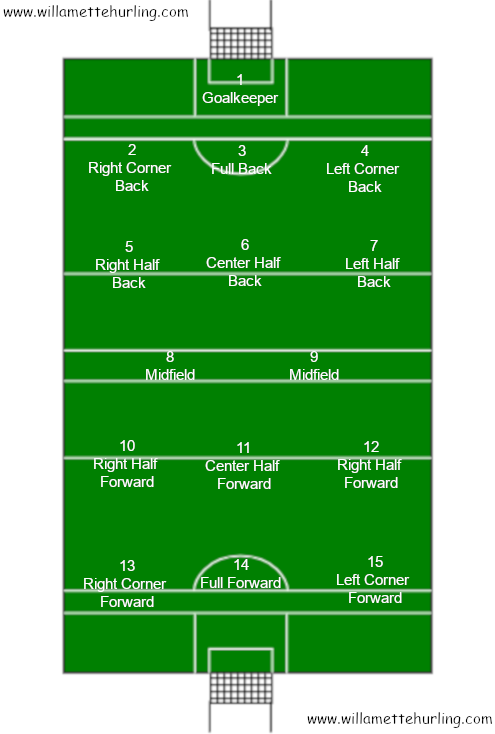 www.willamettehurling.com
1
Goalkeeper
2
Right Corner
Back
3
Full Back
4
Left Corner
Back
5
Right Half
Back
6
Center Half
Back
7
Left Half
Back
8
Midfield
9
Midfield
10
Right Half
Forward
11
Center Half
Forward
12
Right Half
Forward
13
Right Corner
Forward
14
Full Forward
15
Left Corner
Forward
www.willamettehurling.com